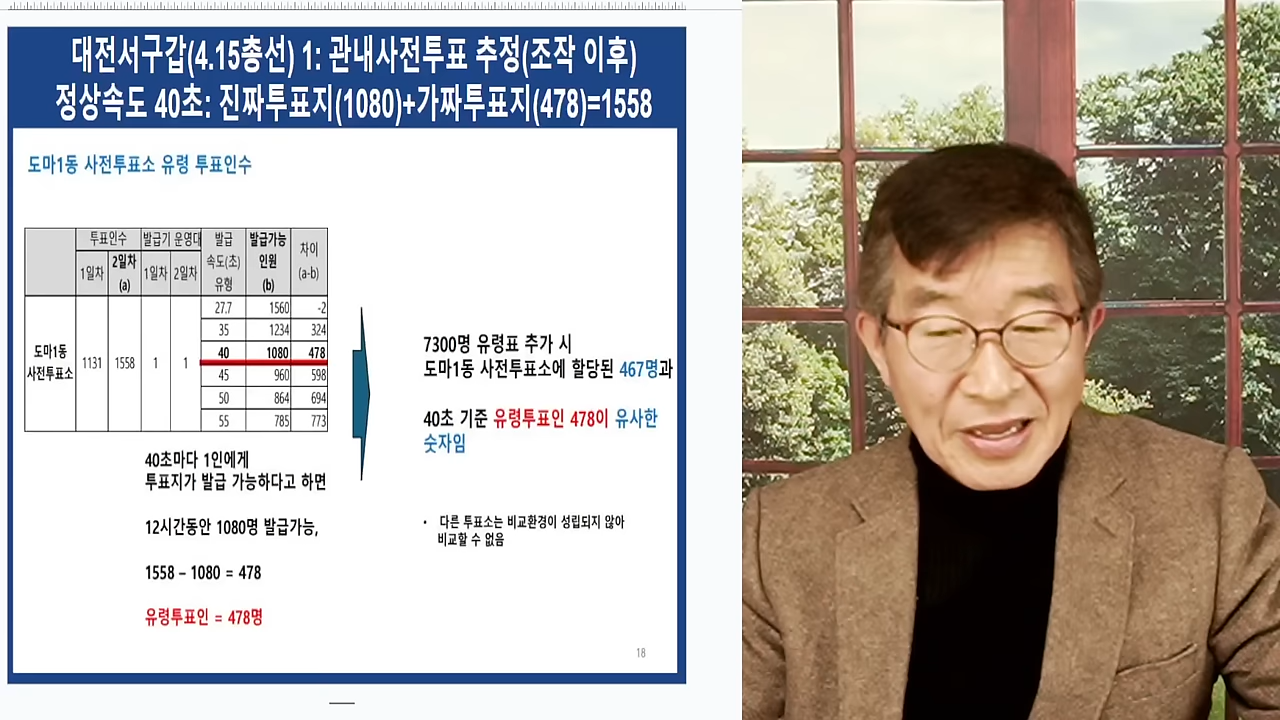 대전서구갑(4.15총선) 1: 관내사전투표 추정(조작 이후)
정상속도 40초: 진짜투표지(1080)+가짜투표지(478)=1558
도마1동 사전투표소 유령 투표인수
투표인수 발급기 운영대 발급 속도(초) 유형 발급가능 인원 (b) 차이 (a-b)
1일차 2일차 (a) 1일차 2일차
27.7 1560 -2
35 1234 324
40 1080 478
도마1동 사전투표소 1131 1558 1 1
45 960 598
50 864 694
55 785 773
40초마다 1인에게
투표지가 발급 가능하다고 하면
12시간동안 1080명 발급가능,
1558 – 1080 = 478
유령투표인 = 478명
7300명 유령표 추가 시
도마1동 사전투표소에 할당된 467명과
40초 기준 유령투표인 478이 유사한
숫자임
• 다른 투표소는 비교환경이 성립되지 않아
비교할 수 없음
18